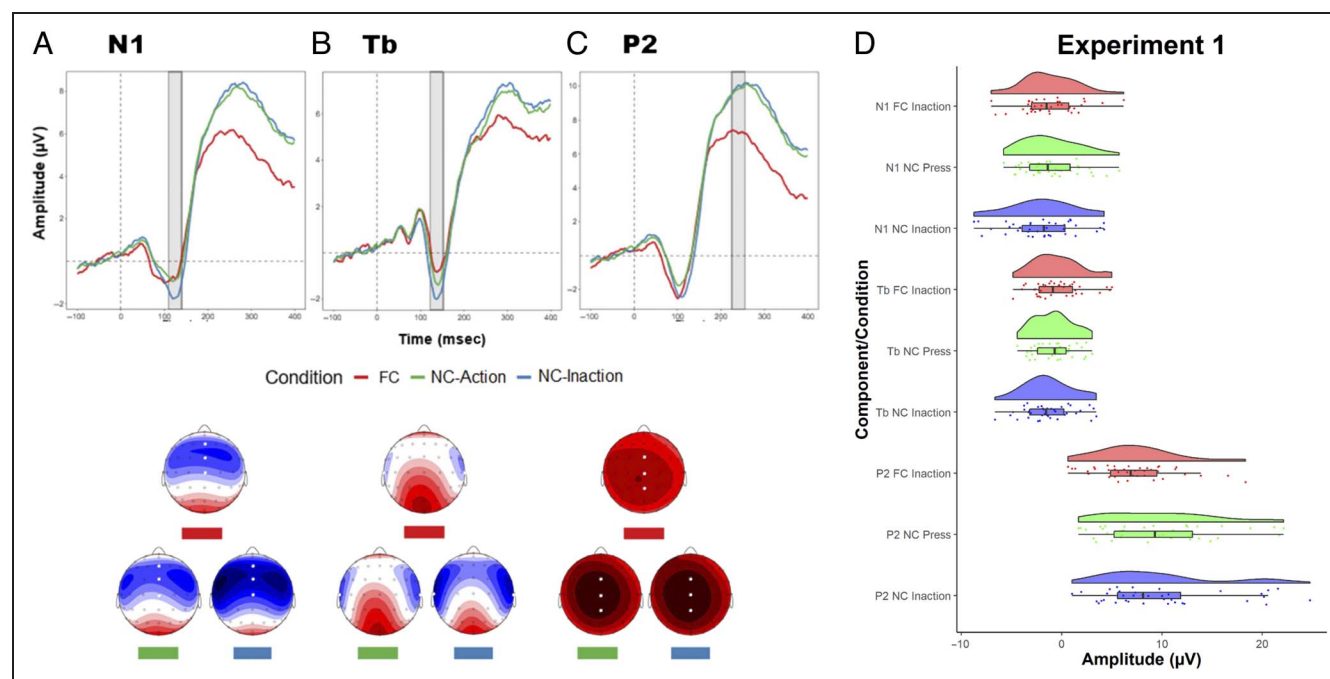 A N1
B Tb
C P2
D Experiment 1
Amplitude (μV)
8
6
4
2
0
−2
−100 0 100 200 300 400
6
4
2
0
−2
−100 0 100 200 300 400
10
8
6
4
2
0
−2
−100 0 100 200 300 400
Time (msec)
Condition FC NC-Action NC-Inaction
Component/Condition
N1 FC Inaction
N1 NC Press
N1 NC Inaction
Tb FC Inaction
Tb NC Press
Tb NC Inaction
P2 FC Inaction
P2 NC Press
P2 NC Inaction
−10 0 10 20
Amplitude (μV)